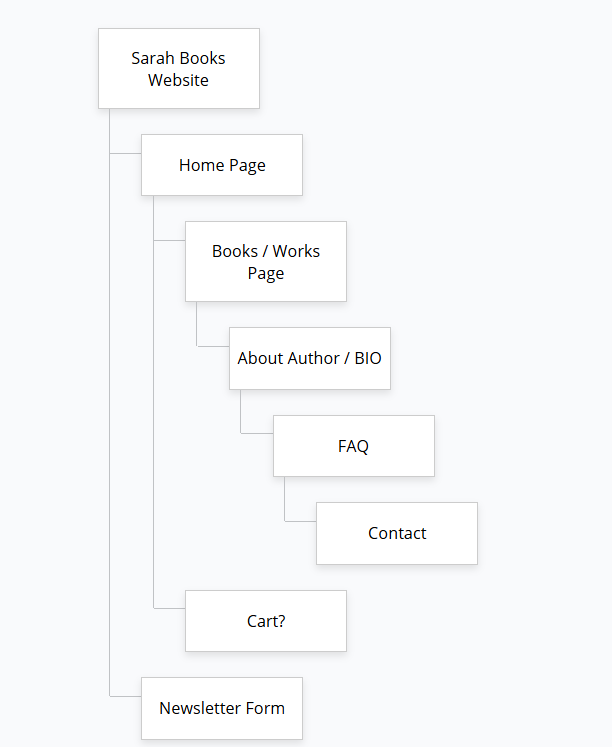 Sarah Books
Website
Home Page
Books / Works
Page
About Author / BIO
FAQ
Contact
Cart?
Newsletter Form